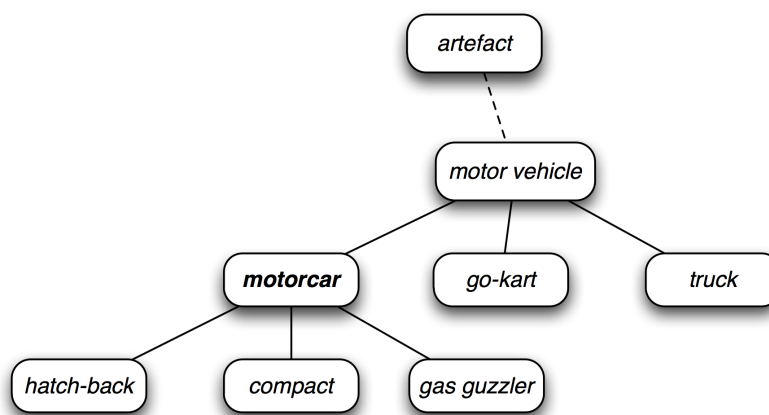 artefact
motor vehicle
motorcar
go-kart
truck
hatch-back
compact
gas guzzler